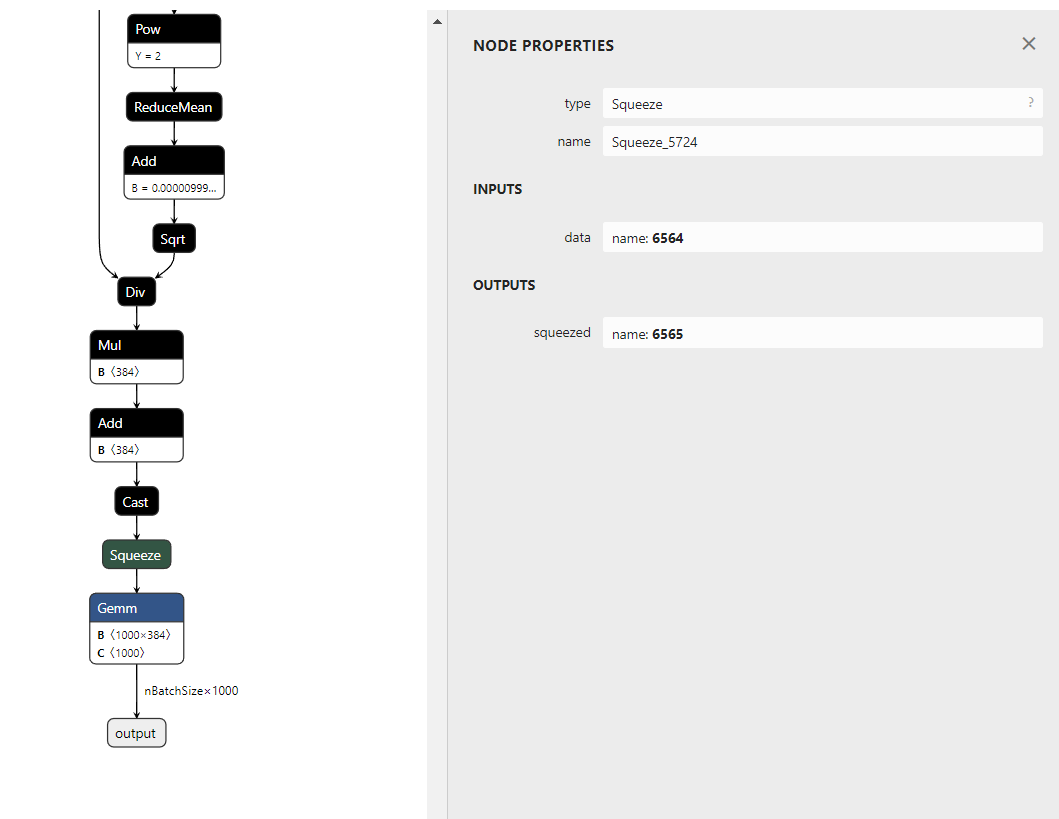 Pow
Y = 2
ReduceMean
Add
B = 0.00000999...
Sqrt
Div
Mul
B 〈384〉
Add
B 〈384〉
Cast
Squeeze
Gemm
B 〈1000×384〉
C 〈1000〉
nBatchSize×1000
output
NODE PROPERTIES
×
type Squeeze ?
name Squeeze_5724
INPUTS
data name: 6564
OUTPUTS
squeezed name: 6565